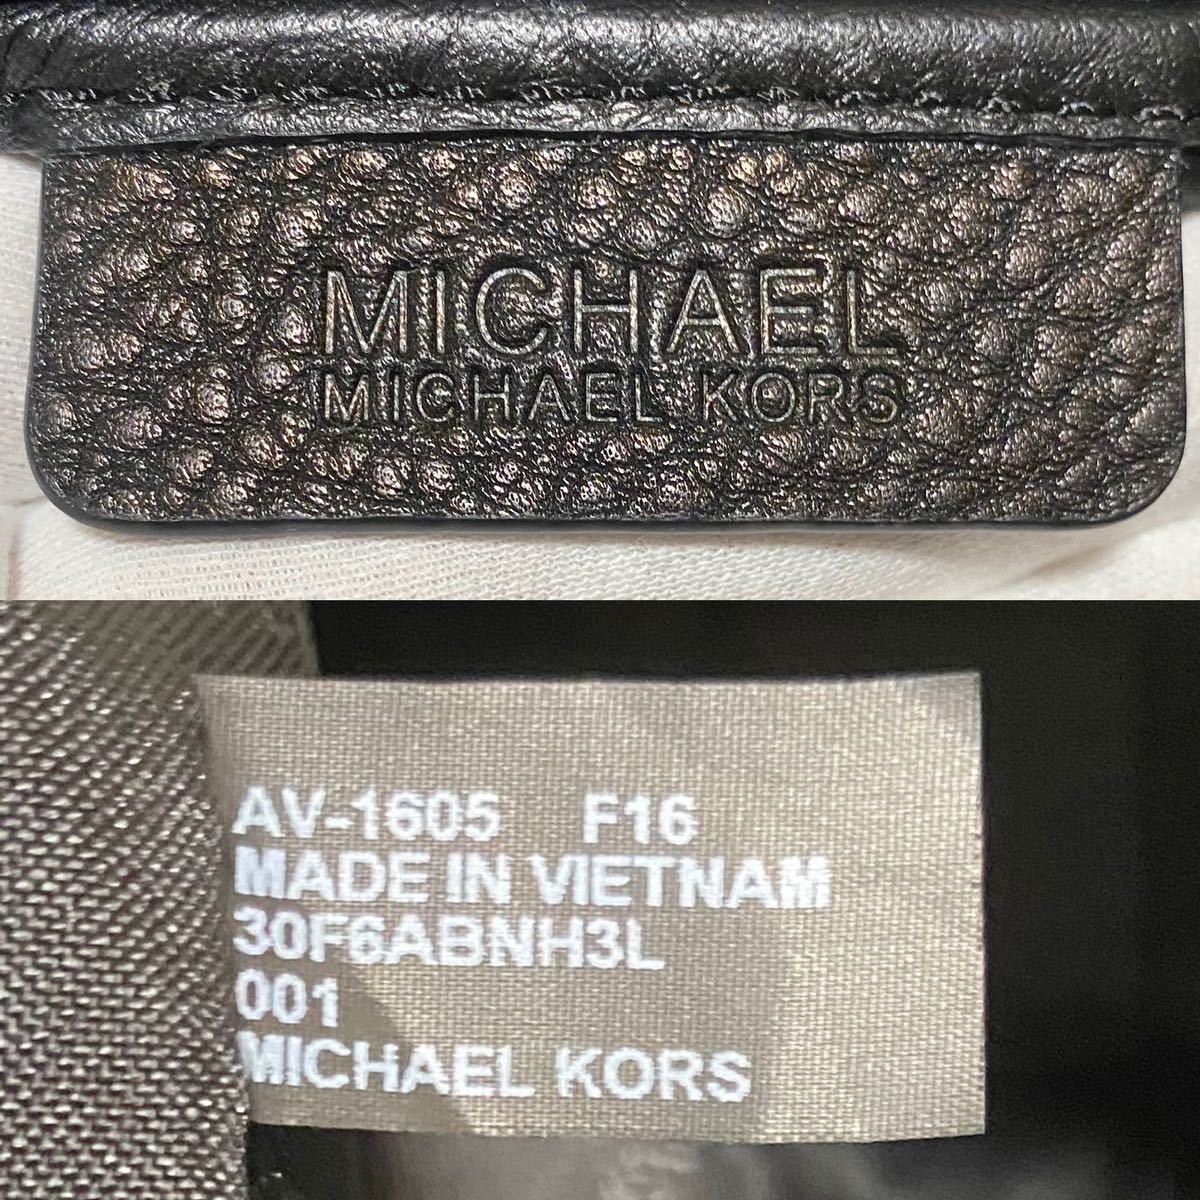 MICHAEL
MICHAEL KORS
AV-1605 F16
MADE IN VIETNAM
30F6ABNH3L
001
MICHAEL KORS